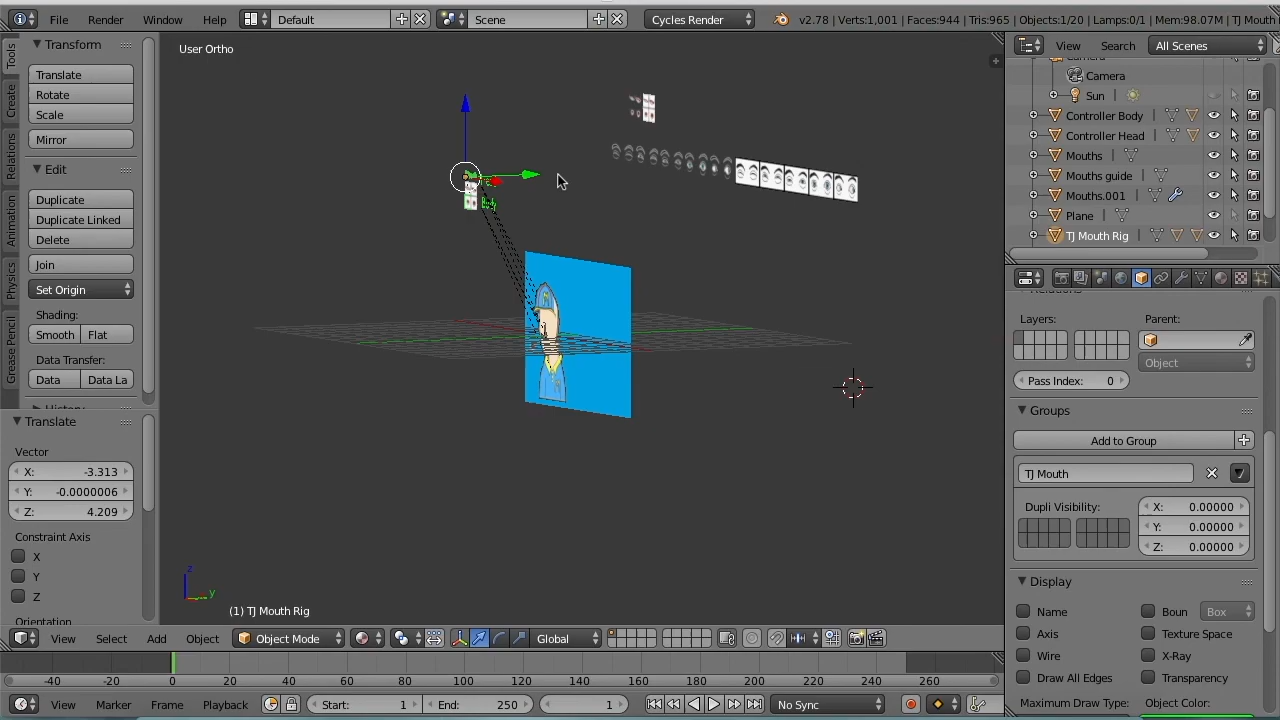 File Render Window Help Default Scene Cycles Render v2.78 | Verts:1,001 | Faces:944 | Tris:965 | Objects:1/20 | Lamps:0/1 | Mem:98.07M | TJ Mouth
Tools
Create
Relations
Animation
Physics
Grease Pencil
Transform
Translate
Rotate
Scale
Mirror
Edit
Duplicate
Duplicate Linked
Delete
Join
Set Origin
Shading:
Smooth Flat
Data Transfer:
Data Data La
Translate
Vector
X: -3.313
Y: -0.0000006
Z: 4.209
Constraint Axis
X
Y
Z
Orientation
User Ortho
z
y
(1) TJ Mouth Rig
View Select Add Object Object Mode Global
-40 -20 0 20 40 60 80 100 120 140 160 180 200 220 240 260
View Marker Frame Playback Start: 1 End: 250 1 No Sync
View Search All Scenes
Camera
Camera
Sun
Controller Body
Controller Head
Mouths
Mouths guide
Mouths.001
Plane
TJ Mouth Rig
Relations
Layers: Parent:
Object
Pass Index: 0
Groups
Add to Group
TJ Mouth
Dupli Visibility: X: 0.00000
Y: 0.00000
Z: 0.00000
Display
Name Boun Box
Axis Texture Space
Wire X-Ray
Draw All Edges Transparency
Maximum Draw Type: Object Color: